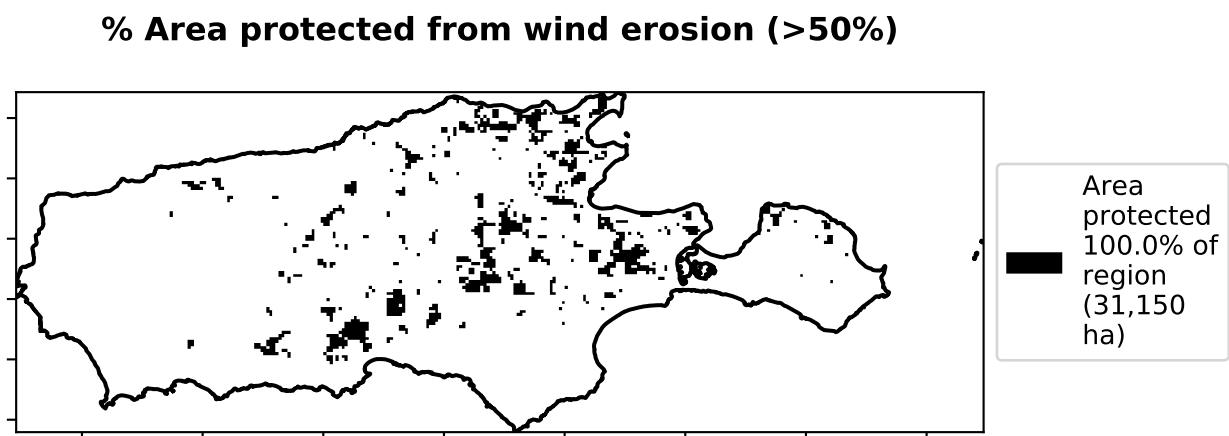 % Area protected from wind erosion (>50%)
Area
protected
100.0% of
region
(31,150
ha)